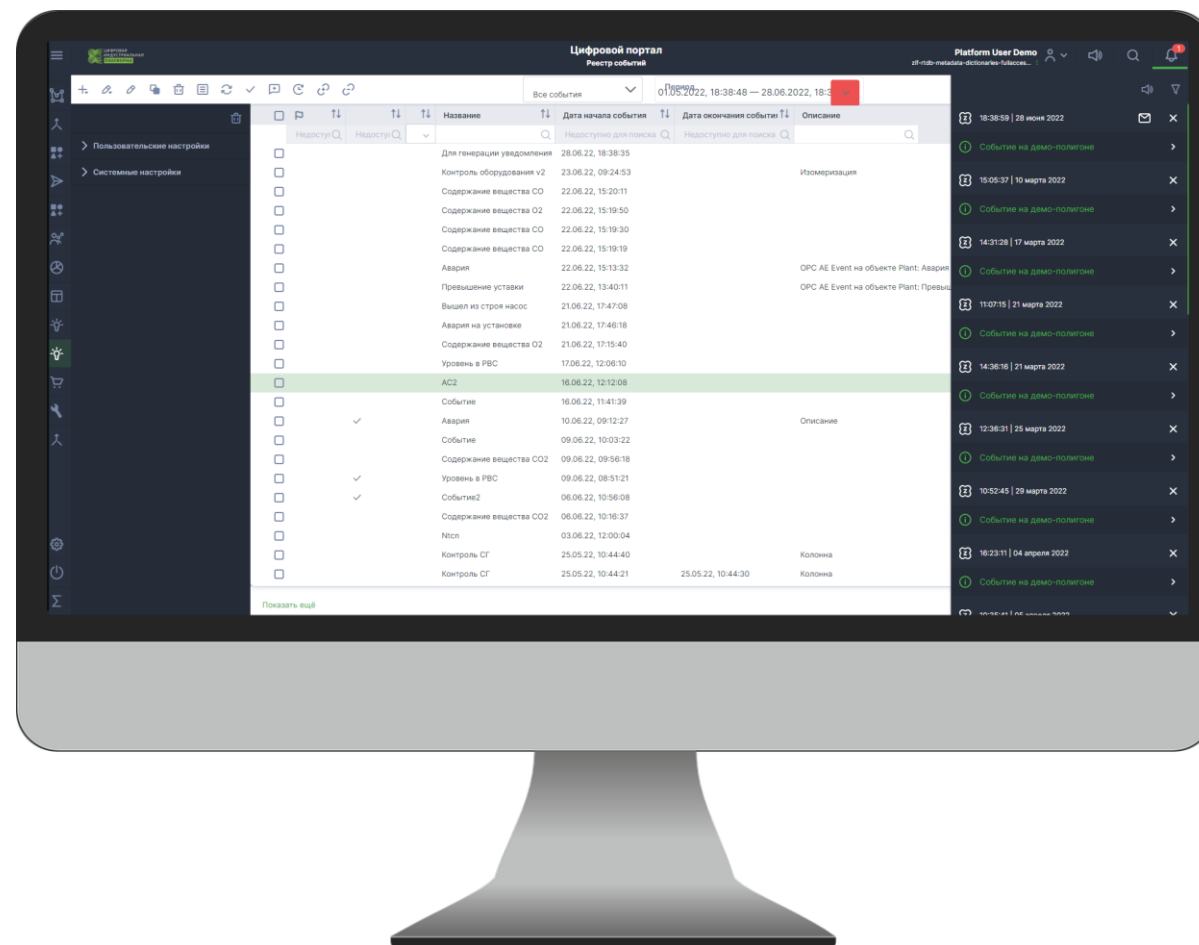 ЦИФРОВАЯ
ИНДУСТРИАЛЬНАЯ
ПЛАТФОРМА
Цифровой портал
Реестр событий
Platform User Demo
zif-rtdb-metadata-dictionaries-fullacces...
1
Все события
Период
01.05.2022, 18:38:48 — 28.06.2022, 18:3
Пользовательские настройки
Системные настройки
Название Дата начала события Дата окончания события Описание
Недоступ Недоступ Недоступно для поиска Недоступно для поиска
Для генерации уведомления 28.06.22, 18:38:35
Контроль оборудования v2 23.06.22, 09:24:53 Изомеризация
Содержание вещества CO 22.06.22, 15:20:11
Содержание вещества O2 22.06.22, 15:19:50
Содержание вещества CO 22.06.22, 15:19:30
Содержание вещества CO 22.06.22, 15:19:19
Авария 22.06.22, 15:13:32 OPC AE Event на объекте Plant: Авария
Превышение уставки 22.06.22, 13:40:11 OPC AE Event на объекте Plant: Превыш
Вышел из строя насос 21.06.22, 17:47:08
Авария на установке 21.06.22, 17:46:18
Содержание вещества O2 21.06.22, 17:15:40
Уровень в РВС 17.06.22, 12:06:10
АС2 16.06.22, 12:12:08
Событие 16.06.22, 11:41:39
Авария 10.06.22, 09:12:27 Описание
Событие 09.06.22, 10:03:22
Содержание вещества CO2 09.06.22, 09:56:18
Уровень в РВС 09.06.22, 08:51:21
Событие2 06.06.22, 10:56:08
Содержание вещества CO2 06.06.22, 10:16:37
Ntcn 03.06.22, 12:00:04
Контроль СГ 25.05.22, 10:44:40 Колонна
Контроль СГ 25.05.22, 10:44:21 25.05.22, 10:44:30 Колонна
Показать ещё
18:38:59 | 28 июня 2022
Событие на демо-полигоне
15:05:37 | 10 марта 2022
Событие на демо-полигоне
14:31:28 | 17 марта 2022
Событие на демо-полигоне
11:07:15 | 21 марта 2022
Событие на демо-полигоне
14:36:16 | 21 марта 2022
Событие на демо-полигоне
12:36:31 | 25 марта 2022
Событие на демо-полигоне
10:52:45 | 29 марта 2022
Событие на демо-полигоне
16:23:11 | 04 апреля 2022
Событие на демо-полигоне
10:35:41 | 05 апреля 2022